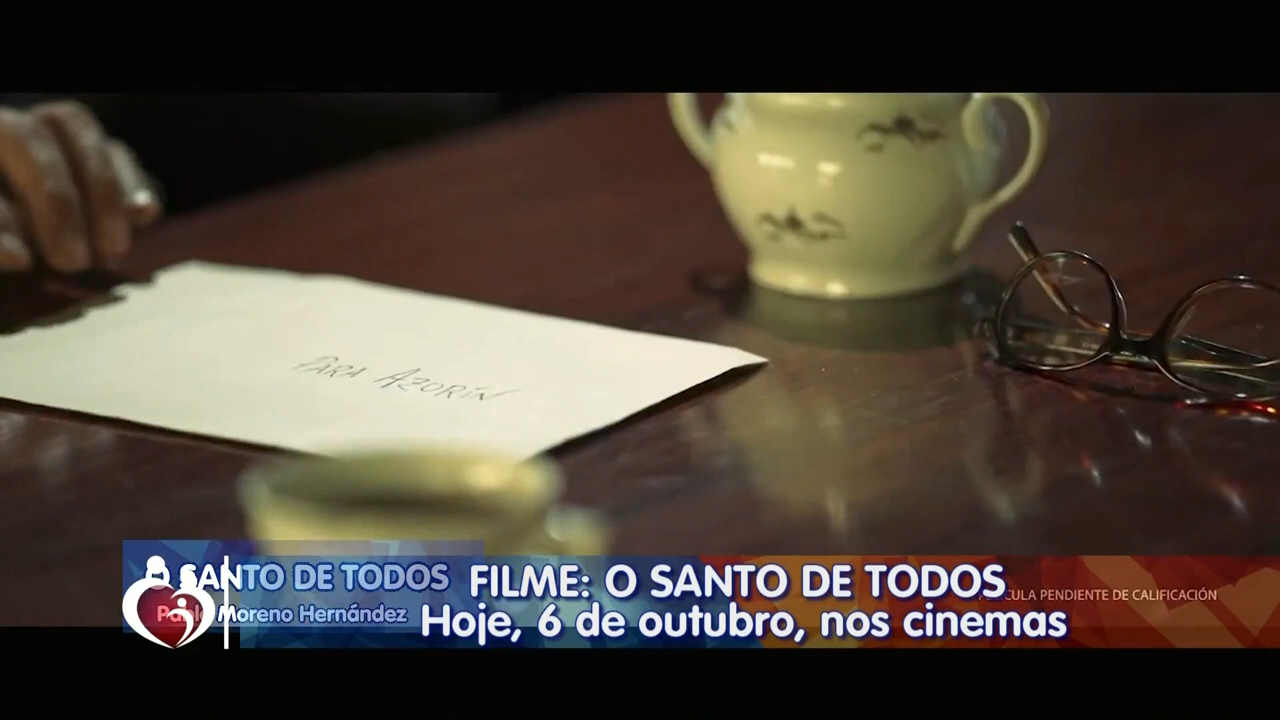 PARA AZORÍN
O SANTO DE TODOS
Moreno Hernández
FILME: O SANTO DE TODOS
Hoje, 6 de outubro, nos cinemas
PENDIENTE DE CALIFICACIÓN